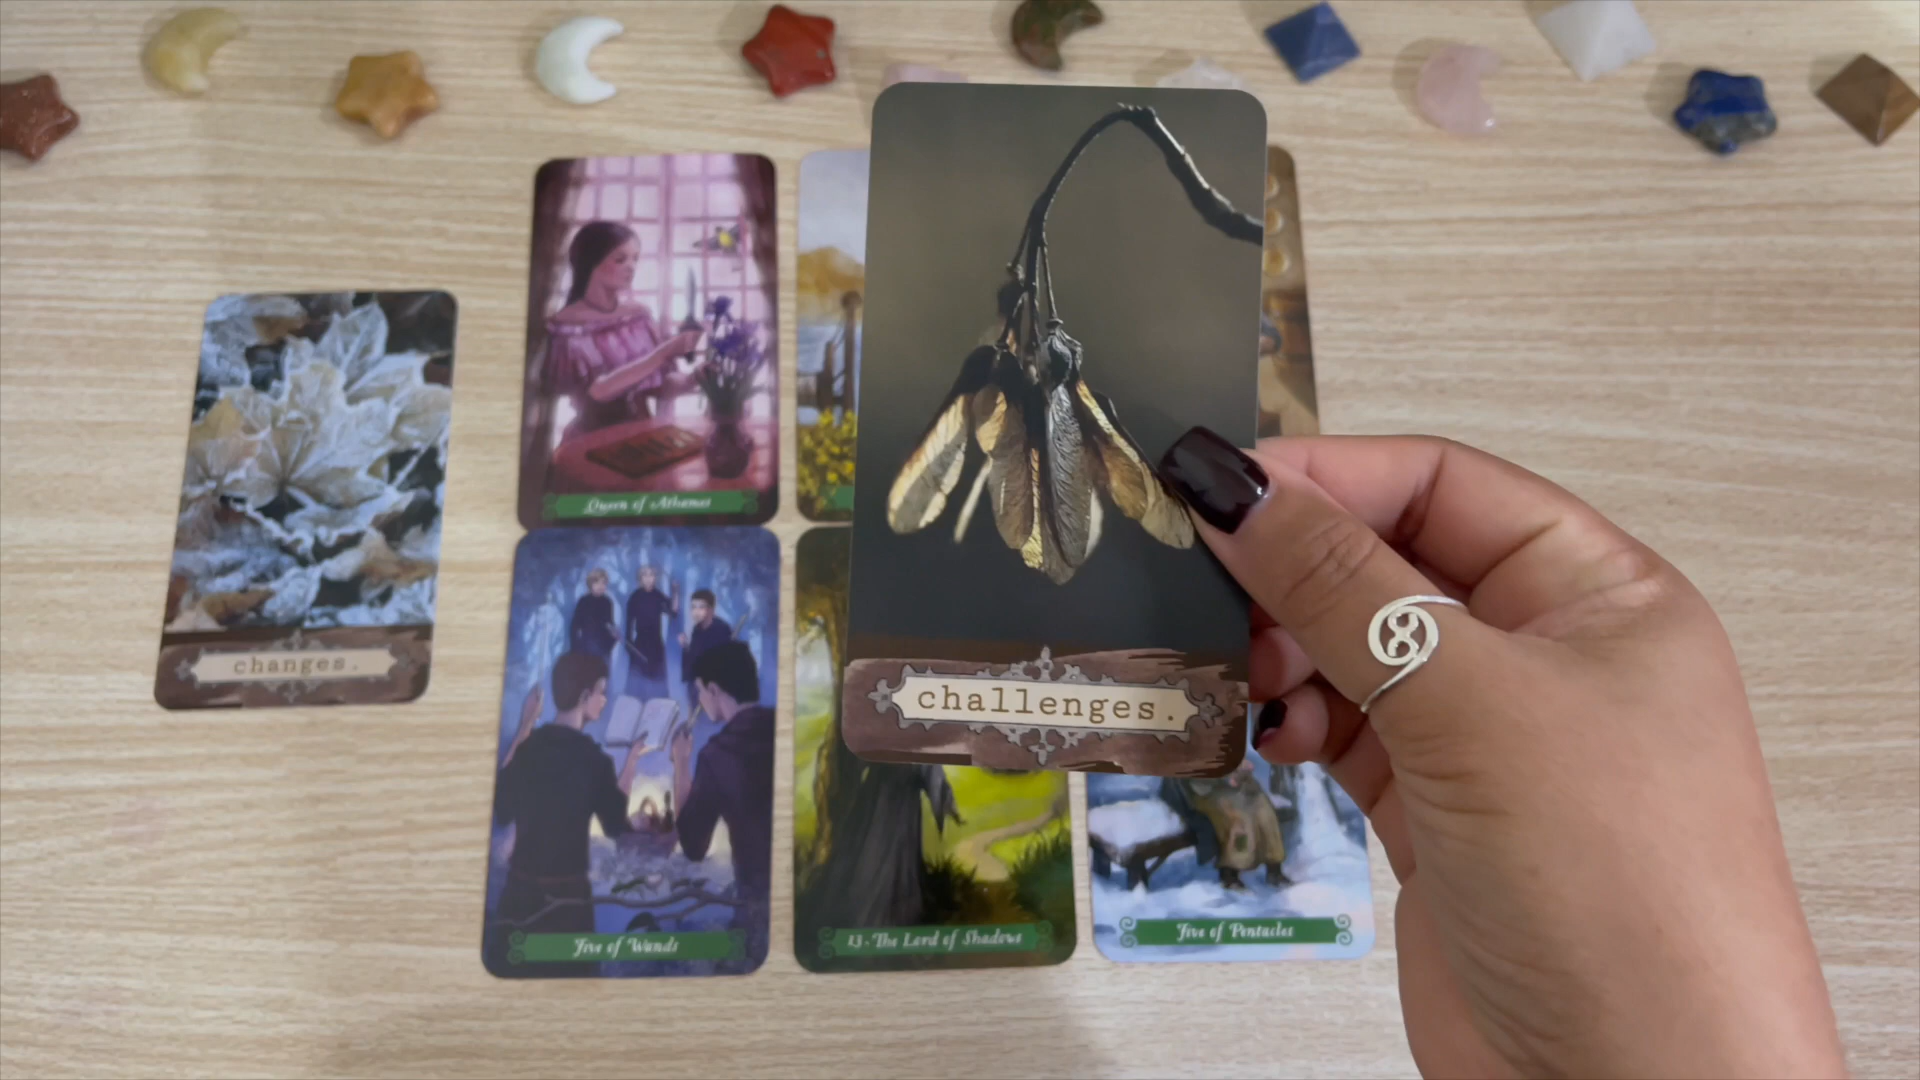 Queen of Athames
changes.
challenges.
Five of Wands
13 - The Lord of Shadows
Five of Pentacles